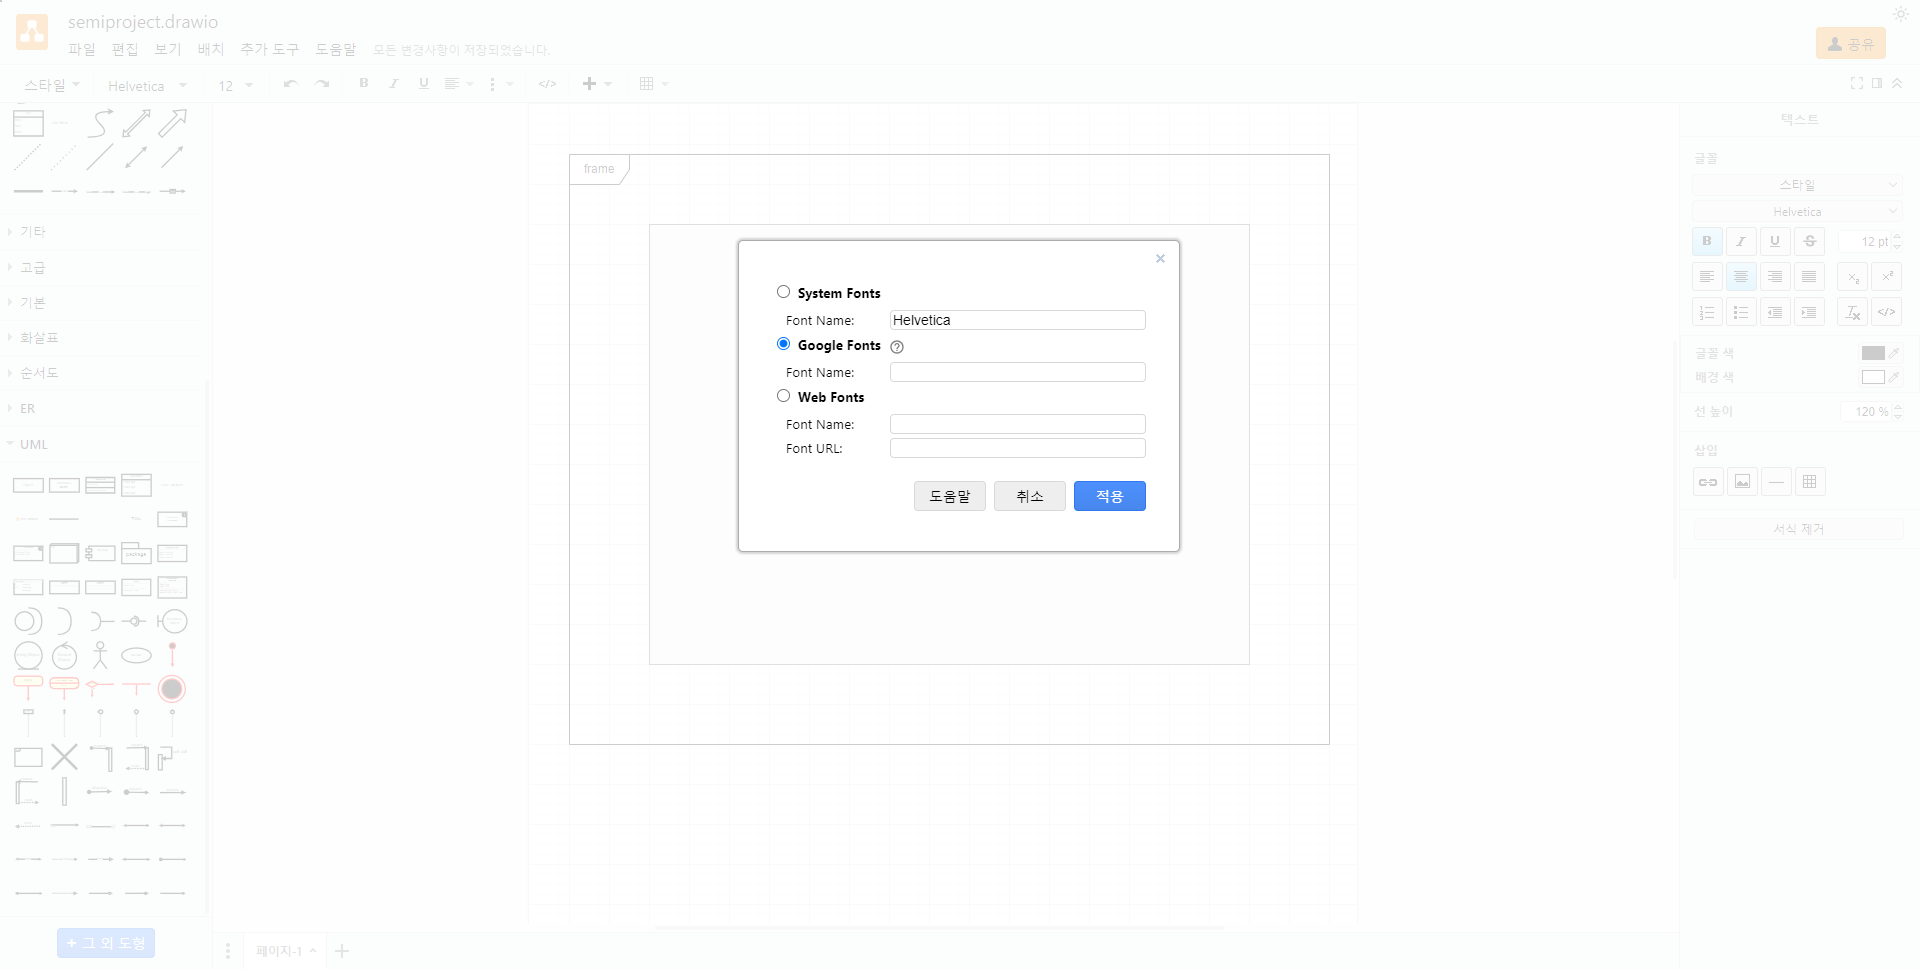 semiproject.drawio
파일 편집 보기 배치 추가 도구 도움말 모든 변경사항이 저장되었습니다.
공유
스타일 Helvetica 12 B I U </>
텍스트
글꼴
스타일
Helvetica
B I U S 12 pt
120 %
글꼴 색
배경 색
선 높이
삽입
서식 제거
기타
고급
기본
화살표
순서도
ER
UML
package
+ 그 외 도형
frame
System Fonts
Font Name: Helvetica
Google Fonts ?
Font Name:
Web Fonts
Font Name:
Font URL:
도움말 취소 적용
페이지-1